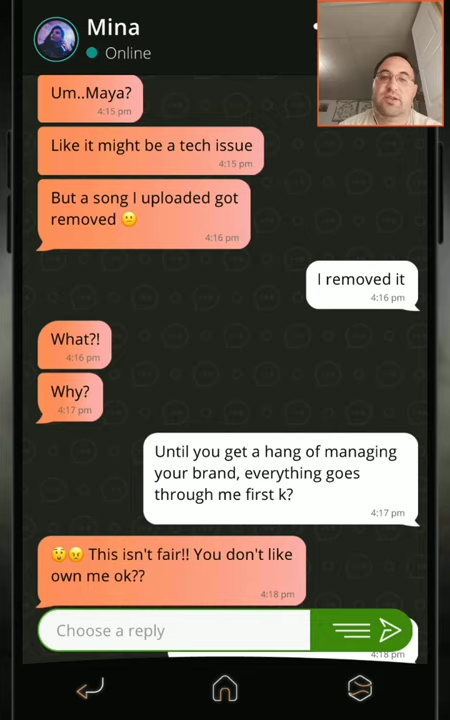 Mina
Online
Um..Maya?
4:15 pm
Like it might be a tech issue
4:15 pm
But a song I uploaded got
removed 🙁
4:16 pm
I removed it
4:16 pm
What?!
4:16 pm
Why?
4:17 pm
Until you get a hang of managing
your brand, everything goes
through me first k?
4:17 pm
😲😠 This isn't fair!! You don't like
own me ok??
4:18 pm
Choose a reply
4:18 pm